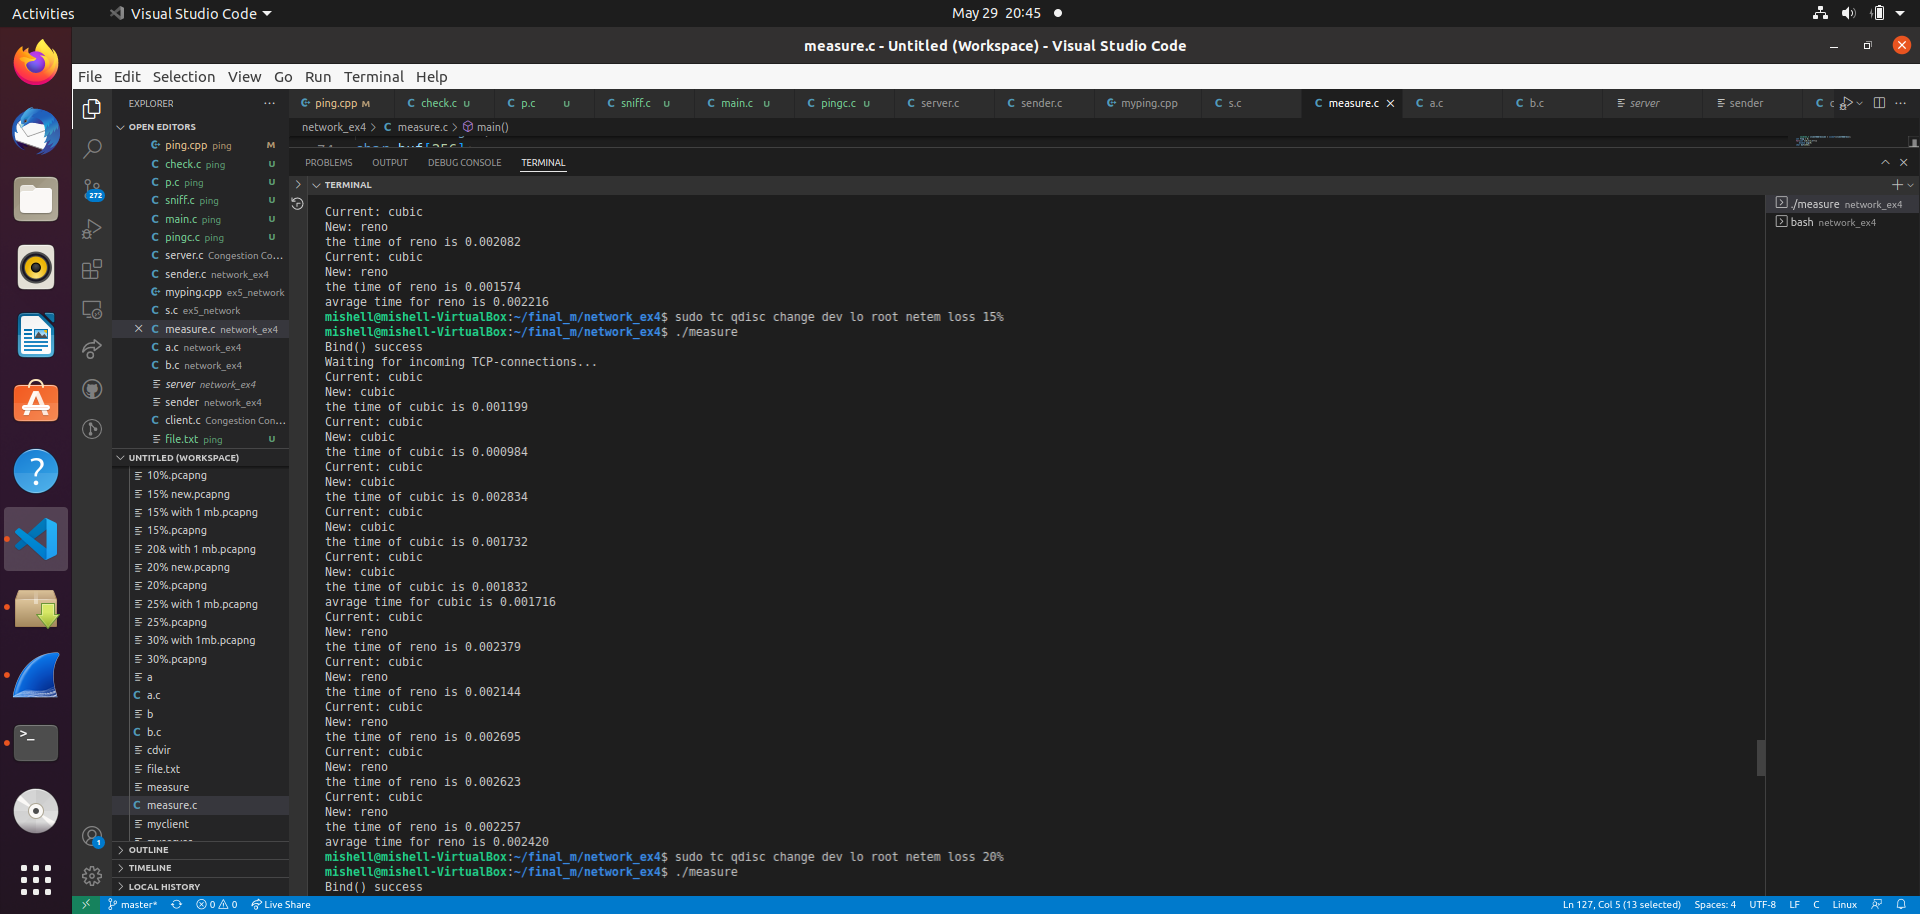 Activities
Visual Studio Code
May 29 20:45
measure.c - Untitled (Workspace) - Visual Studio Code
File Edit Selection View Go Run Terminal Help
EXPLORER
ping.cpp M
check.c U
p.c U
sniff.c U
main.c U
pingc.c U
server.c
sender.c
myping.cpp
s.c
measure.c
a.c
b.c
server
sender
network_ex4 > measure.c > main()
OPEN EDITORS
ping.cpp ping M
check.c ping U
p.c ping U
sniff.c ping U
main.c ping U
pingc.c ping U
server.c Congestion Co...
sender.c network_ex4
myping.cpp ex5_network
s.c ex5_network
measure.c network_ex4
a.c network_ex4
b.c network_ex4
server network_ex4
sender network_ex4
client.c Congestion Con...
file.txt ping U
272
UNTITLED (WORKSPACE)
10%.pcapng
15% new.pcapng
15% with 1 mb.pcapng
15%.pcapng
20& with 1 mb.pcapng
20% new.pcapng
20%.pcapng
25% with 1 mb.pcapng
25%.pcapng
30% with 1mb.pcapng
30%.pcapng
a
a.c
b
b.c
cdvir
file.txt
measure
measure.c
myclient
OUTLINE
TIMELINE
LOCAL HISTORY
1
PROBLEMS OUTPUT DEBUG CONSOLE TERMINAL
TERMINAL
Current: cubic
New: reno
the time of reno is 0.002082
Current: cubic
New: reno
the time of reno is 0.001574
avrage time for reno is 0.002216
mishell@mishell-VirtualBox:~/final_m/network_ex4$ sudo tc qdisc change dev lo root netem loss 15%
mishell@mishell-VirtualBox:~/final_m/network_ex4$ ./measure
Bind() success
Waiting for incoming TCP-connections...
Current: cubic
New: cubic
the time of cubic is 0.001199
Current: cubic
New: cubic
the time of cubic is 0.000984
Current: cubic
New: cubic
the time of cubic is 0.002834
Current: cubic
New: cubic
the time of cubic is 0.001732
Current: cubic
New: cubic
the time of cubic is 0.001832
avrage time for cubic is 0.001716
Current: cubic
New: reno
the time of reno is 0.002379
Current: cubic
New: reno
the time of reno is 0.002144
Current: cubic
New: reno
the time of reno is 0.002695
Current: cubic
New: reno
the time of reno is 0.002623
Current: cubic
New: reno
the time of reno is 0.002257
avrage time for reno is 0.002420
mishell@mishell-VirtualBox:~/final_m/network_ex4$ sudo tc qdisc change dev lo root netem loss 20%
mishell@mishell-VirtualBox:~/final_m/network_ex4$ ./measure
Bind() success
./measure network_ex4
bash network_ex4
master* 0 0 Live Share
Ln 127, Col 5 (13 selected) Spaces: 4 UTF-8 LF C Linux